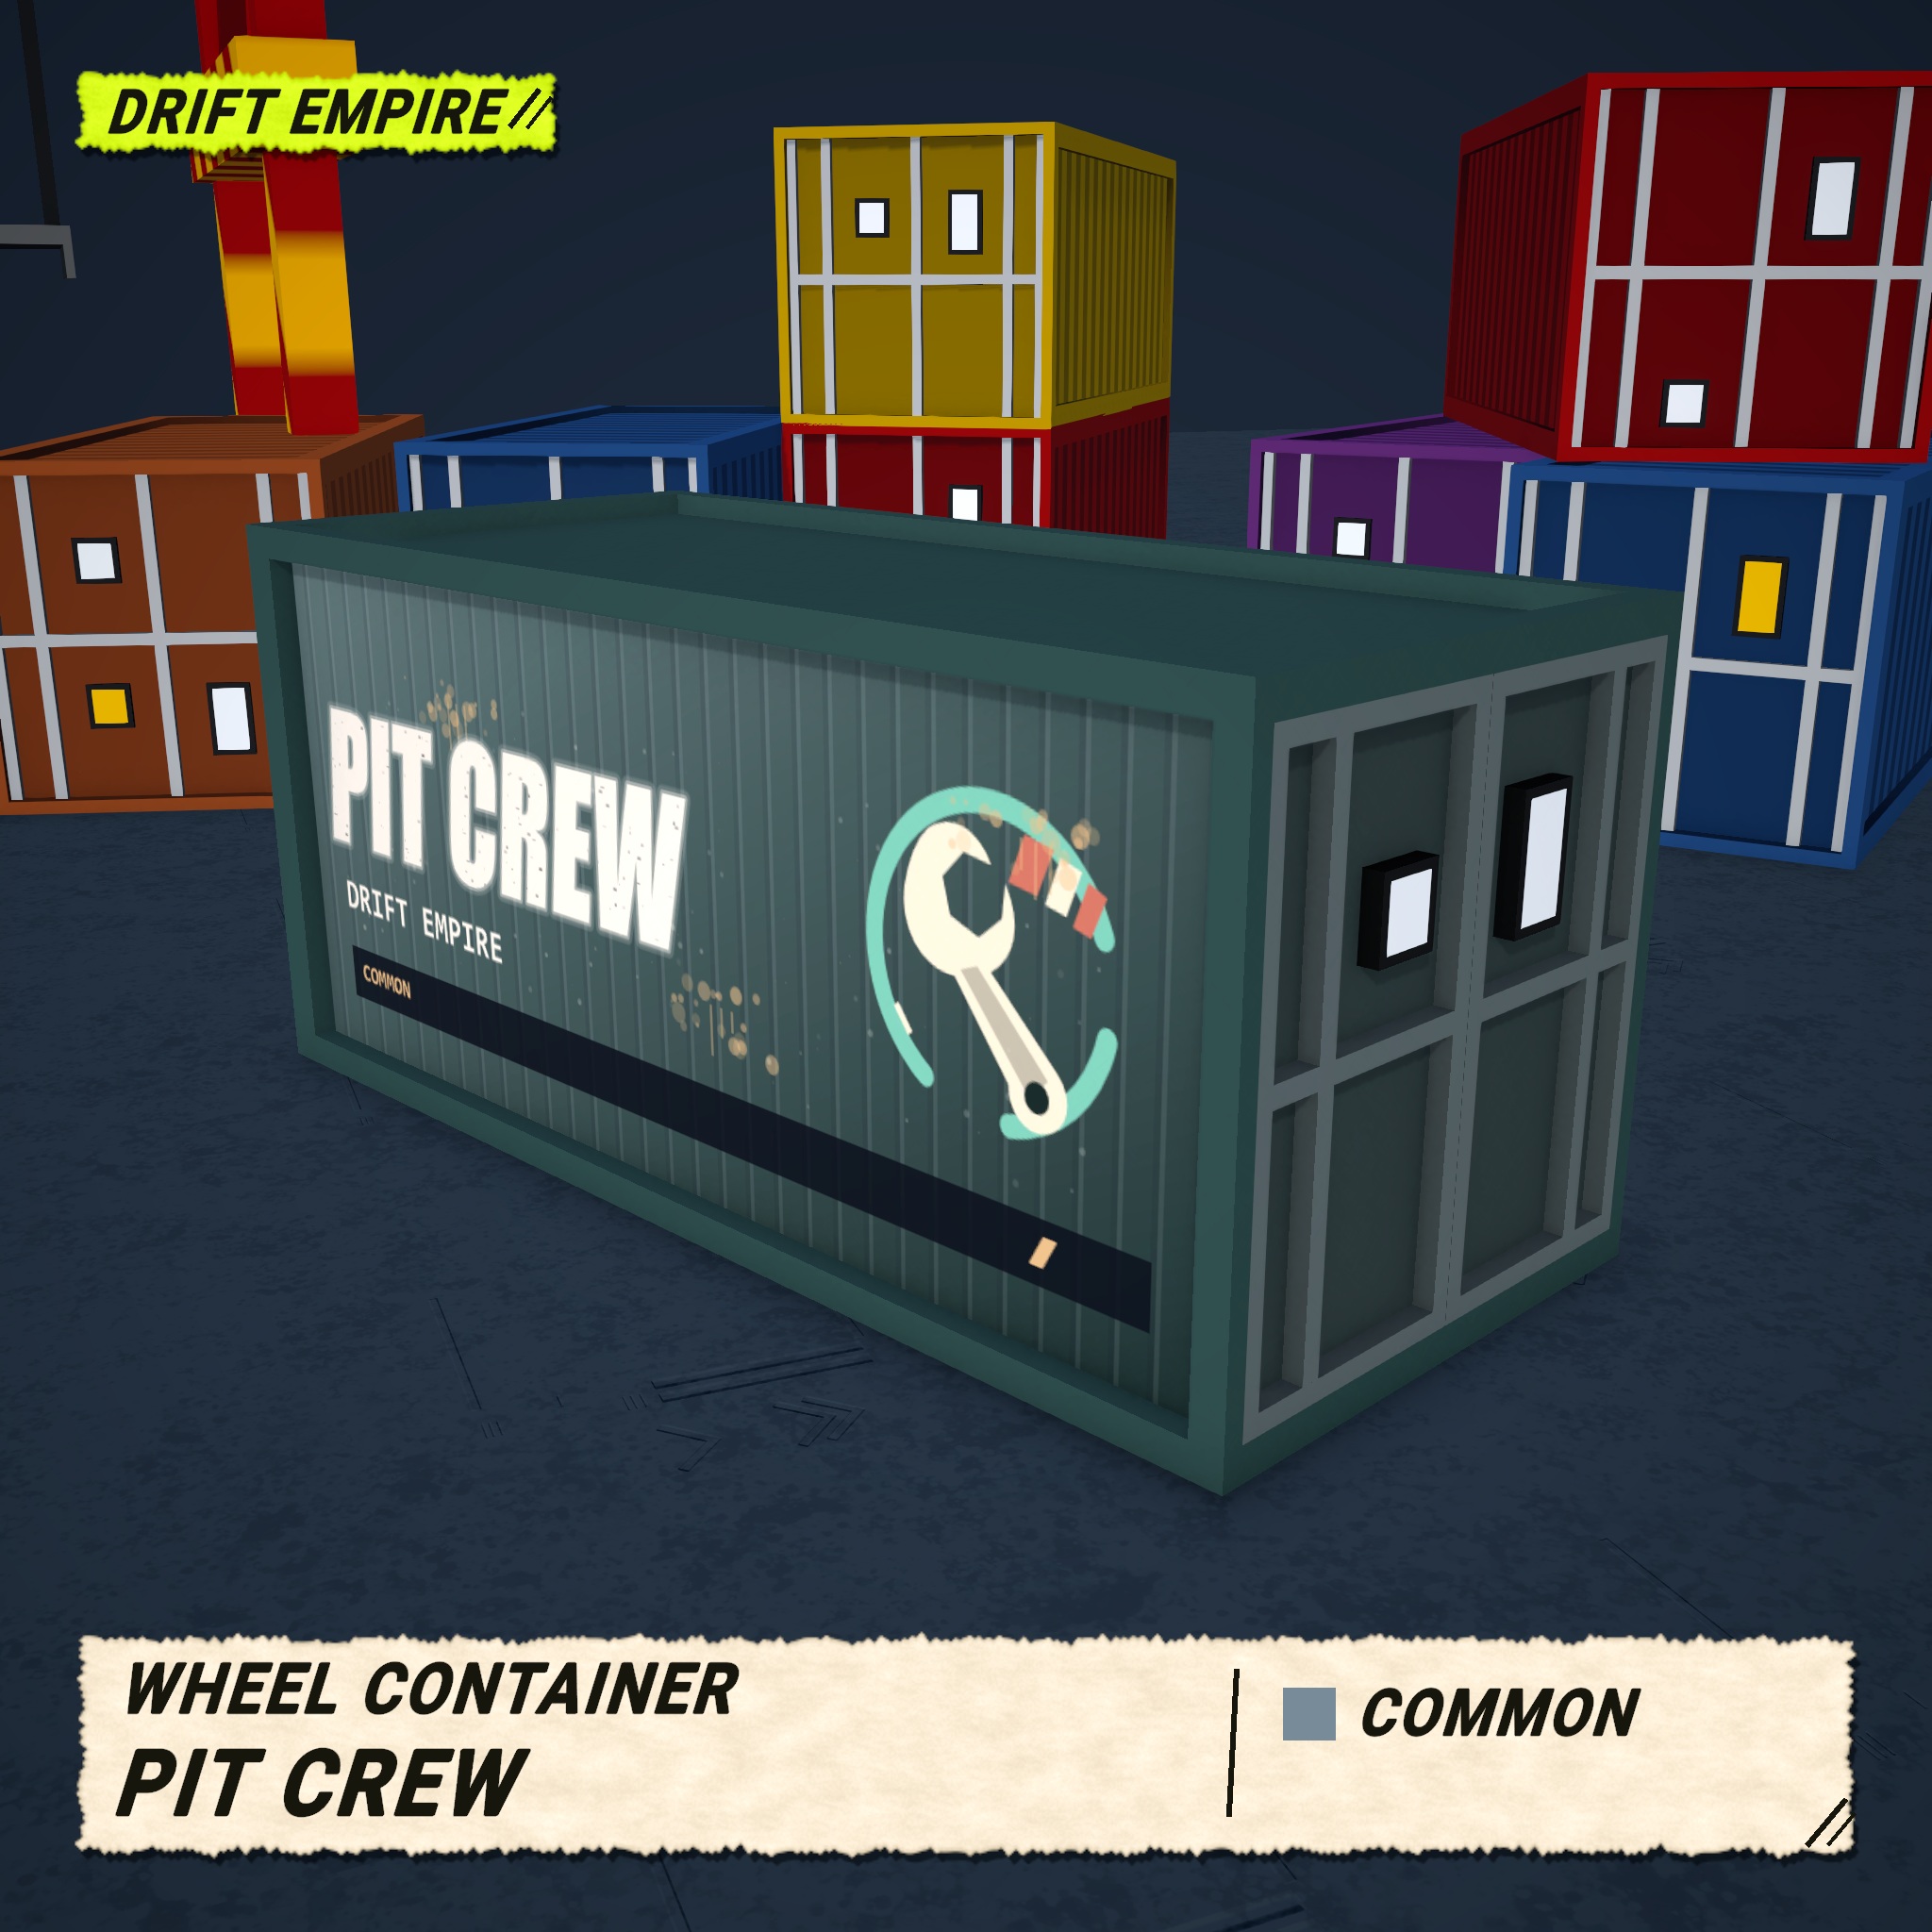 DRIFT EMPIRE//
PIT CREW
DRIFT EMPIRE
COMMON
WHEEL CONTAINER
PIT CREW
COMMON